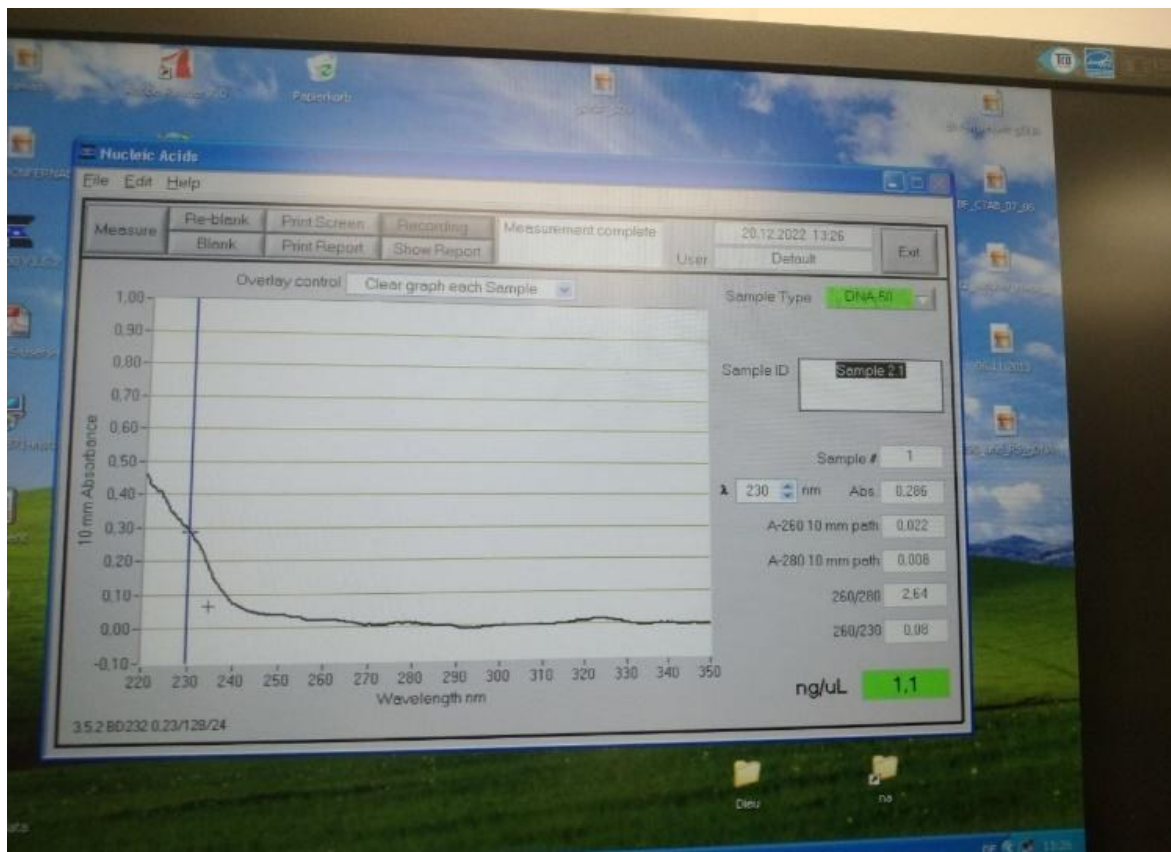 Papierkorb
Nucleic Acids
File Edit Help
Measure
Re-blank Print Screen Recording
Blank Print Report Show Report
Measurement complete
20.12.2022 13:26
User Default
Exit
Overlay control Clear graph each Sample
Sample Type DNA-50
Sample ID Sample 2.1
Sample # 1
λ 230 nm Abs. 0,286
A-260 10 mm path 0,022
A-280 10 mm path 0,008
260/280 2,64
260/230 0,08
ng/uL 1,1
10 mm Absorbance
1,00
0,90
0,80
0,70
0,60
0,50
0,40
0,30
0,20
0,10
0,00
-0,10
220 230 240 250 260 270 280 290 300 310 320 330 340 350
Wavelength nm
3.5.2 BD232 0.23/128/24
Dieu
na
DE 13:26